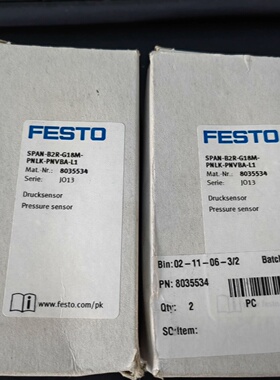 FESTO
SPAN-B2R-G18M-
PNLK-PNVBA-L1
Mat.-Nr.: 8035534
Serie: JO13
Drucksensor
Pressure sensor
www.festo.com/pk
FESTO
SPAN-B2R-G18M-
PNLK-PNVBA-L1
Mat.-Nr.: 8035534
Serie: JO13
Drucksensor
Pressure sensor
Bin: 02-11-06-3/2 Batch
PN: 8035534
Qty: 2 PC
SC Item: